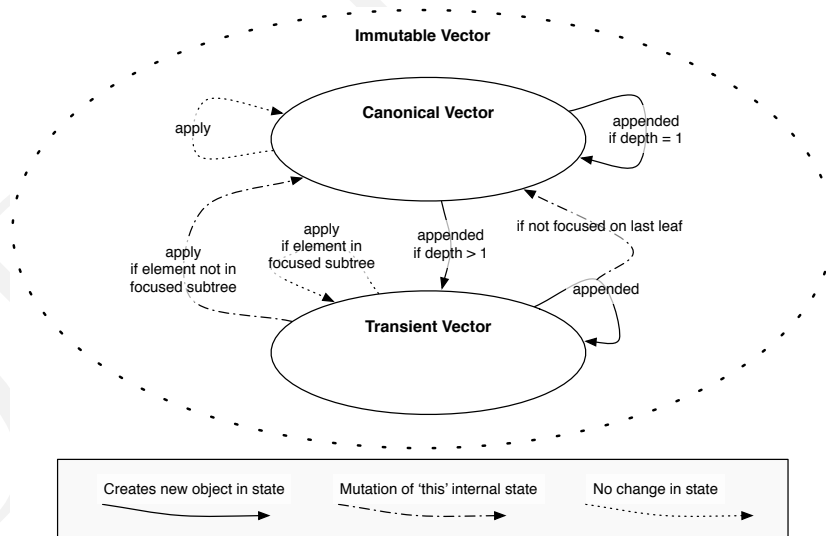 Immutable Vector
Canonical Vector
apply
appended
if depth = 1
apply
if element not in
focused subtree
apply
if element in
focused subtree
appended
if depth > 1
if not focused on last leaf
appended
Transient Vector
Creates new object in state
Mutation of ‘this’ internal state
No change in state